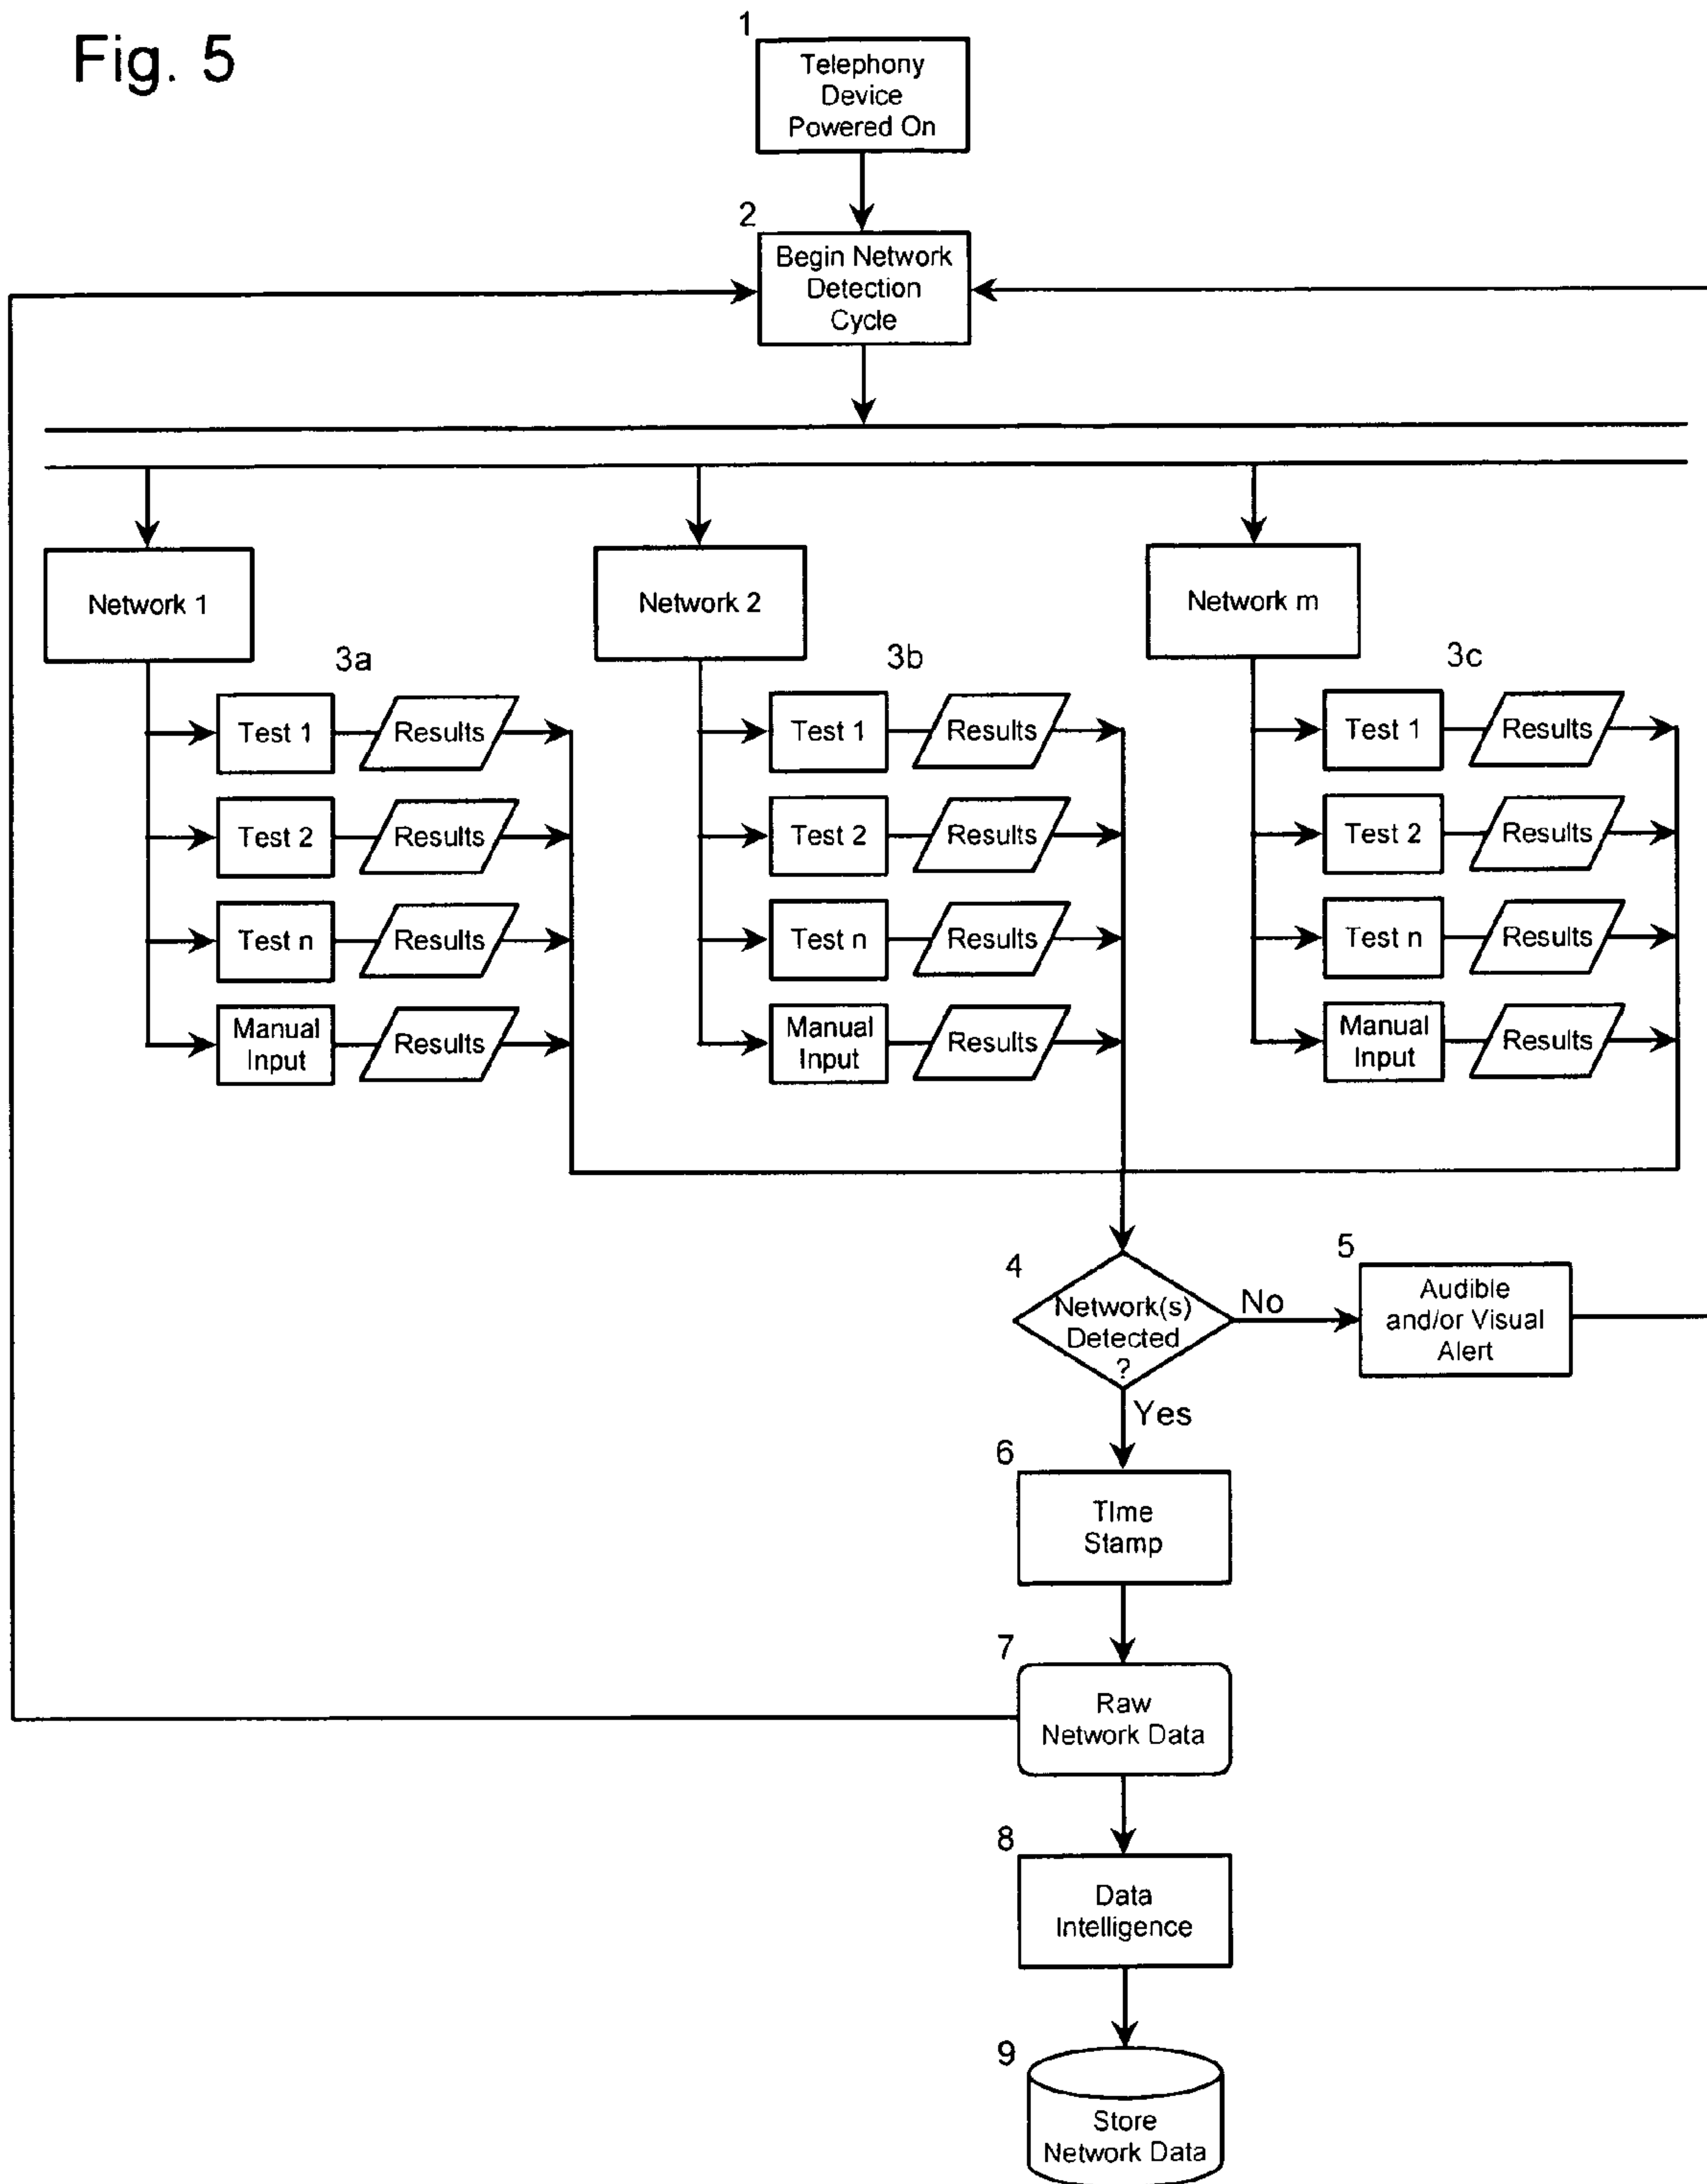 Fig. 5
1
Telephony
Device
Powered On
2
Begin Network
Detection
Cycle
Network 1
Network 2
Network m
3a
3b
3c
Test 1
Results
Test 1
Results
Test 1
Results
Test 2
Results
Test 2
Results
Test 2
Results
Test n
Results
Test n
Results
Test n
Results
Manual
Input
Results
Manual
Input
Results
Manual
Input
Results
4
Network(s)
Detected
?
No
5
Audible
and/or Visual
Alert
Yes
6
TIme
Stamp
7
Raw
Network Data
8
Data
Intelligence
9
Store
Network Data